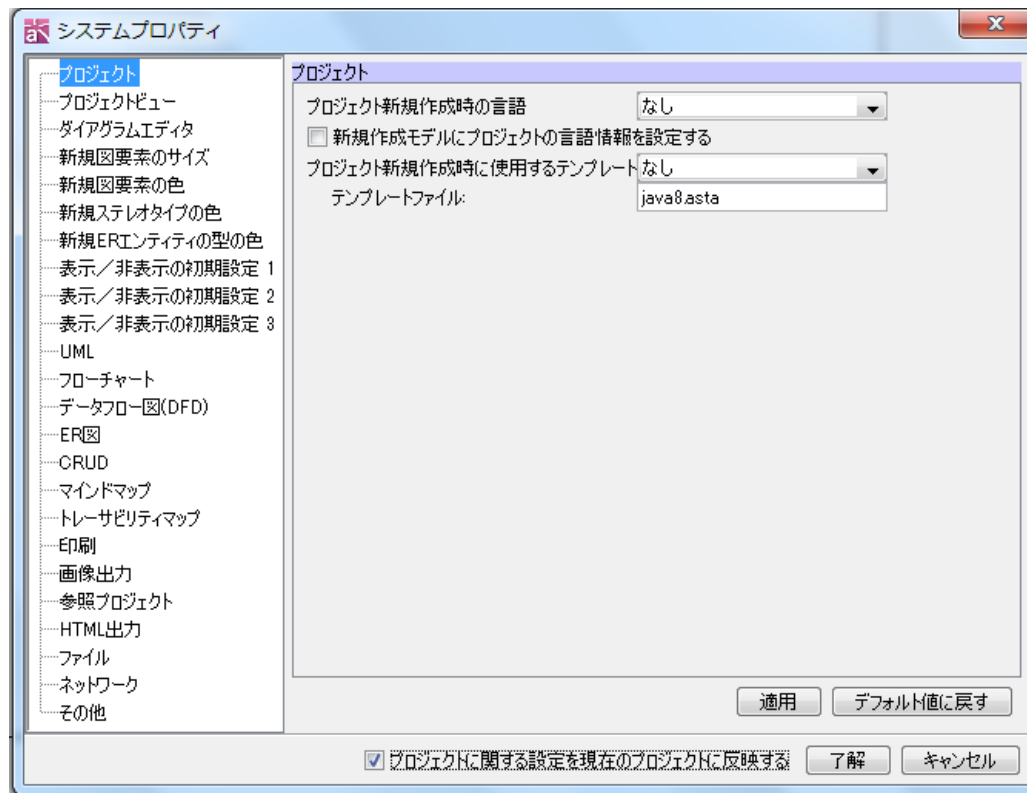 システムプロパティ
プロジェクト
プロジェクトビュー
ダイアグラムエディタ
新規図要素のサイズ
新規図要素の色
新規ステレオタイプの色
新規ERエンティティの型の色
表示／非表示の初期設定 1
表示／非表示の初期設定 2
表示／非表示の初期設定 3
UML
フローチャート
データフロー図(DFD)
ER図
CRUD
マインドマップ
トレーサビリティマップ
印刷
画像出力
参照プロジェクト
HTML出力
ファイル
ネットワーク
その他
プロジェクト
プロジェクト新規作成時の言語 なし
新規作成モデルにプロジェクトの言語情報を設定する
プロジェクト新規作成時に使用するテンプレート なし
テンプレートファイル: java8.asta
適用 デフォルト値に戻す
プロジェクトに関する設定を現在のプロジェクトに反映する 了解 キャンセル